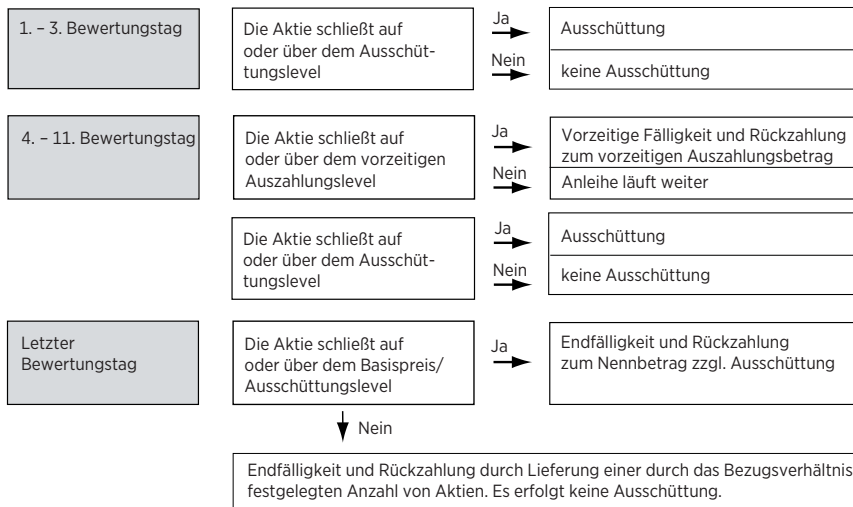 1. – 3. Bewertungstag
Die Aktie schließt auf
oder über dem Ausschüt-
tungslevel
Ja
Ausschüttung
Nein
keine Ausschüttung
4. – 11. Bewertungstag
Die Aktie schließt auf
oder über dem vorzeitigen
Auszahlungslevel
Ja
Vorzeitige Fälligkeit und Rückzahlung
zum vorzeitigen Auszahlungsbetrag
Nein
Anleihe läuft weiter
Die Aktie schließt auf
oder über dem Ausschüt-
tungslevel
Ja
Ausschüttung
Nein
keine Ausschüttung
Letzter
Bewertungstag
Die Aktie schließt auf
oder über dem Basispreis/
Ausschüttungslevel
Ja
Endfälligkeit und Rückzahlung
zum Nennbetrag zzgl. Ausschüttung
Nein
Endfälligkeit und Rückzahlung durch Lieferung einer durch das Bezugsverhältnis
festgelegten Anzahl von Aktien. Es erfolgt keine Ausschüttung.